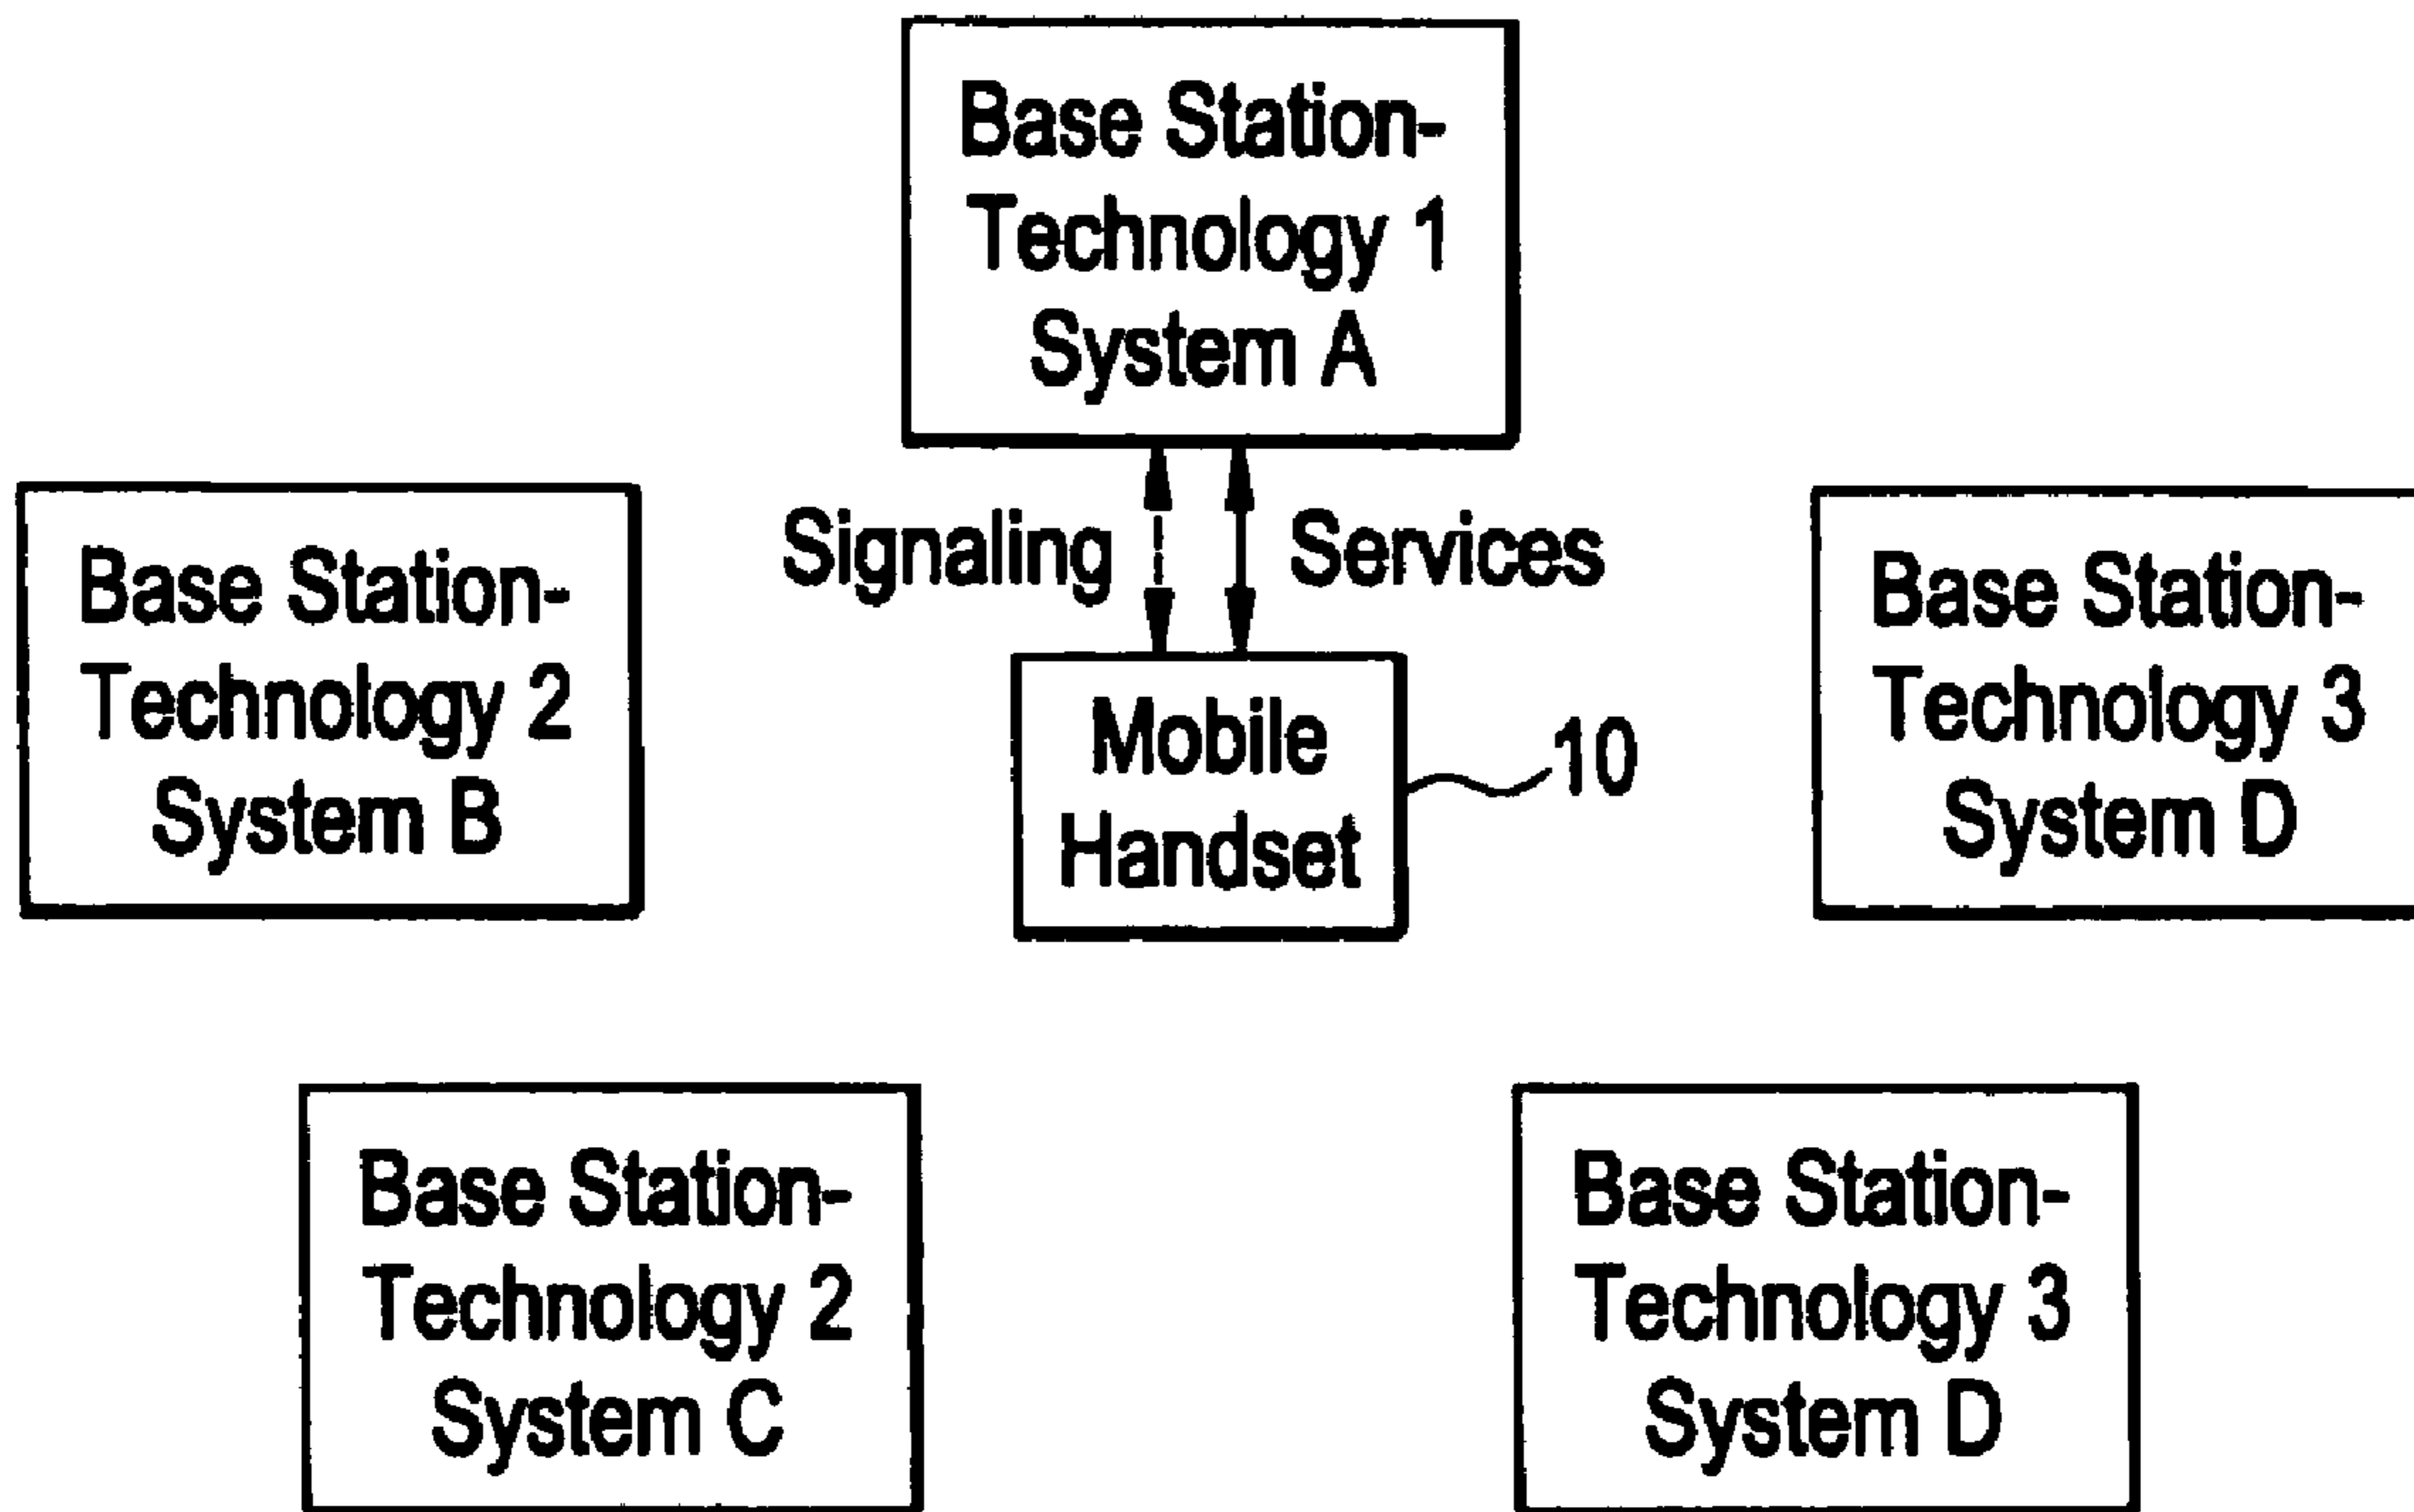 Base Station-
Technology 1
System A
Signaling
Services
Base Station-
Technology 2
System B
Mobile
Handset
10
Base Station-
Technology 3
System D
Base Station-
Technology 2
System C
Base Station-
Technology 3
System D